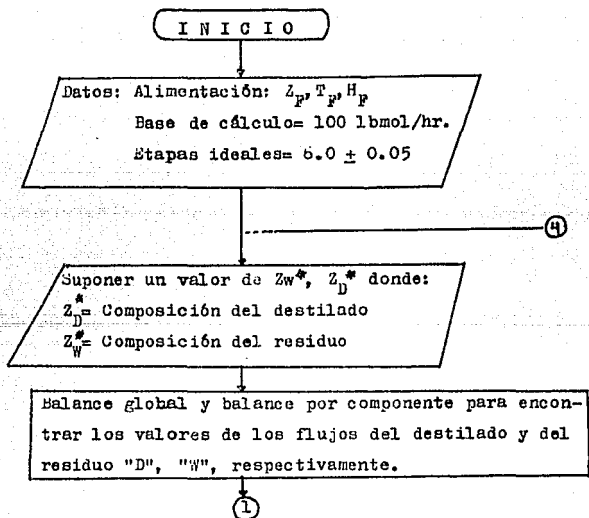 I N I C I O
Datos: Alimentación: Z_F, T_F, H_F
Base de cálculo= 100 lbmol/hr.
Etapas ideales= 6.0 ± 0.05
4
Suponer un valor de Zw*, Z_D* donde:
Z_D*= Composición del destilado
Z_W*= Composición del residuo
Balance global y balance por componente para encon-
trar los valores de los flujos del destilado y del
residuo "D", "W", respectivamente.
1